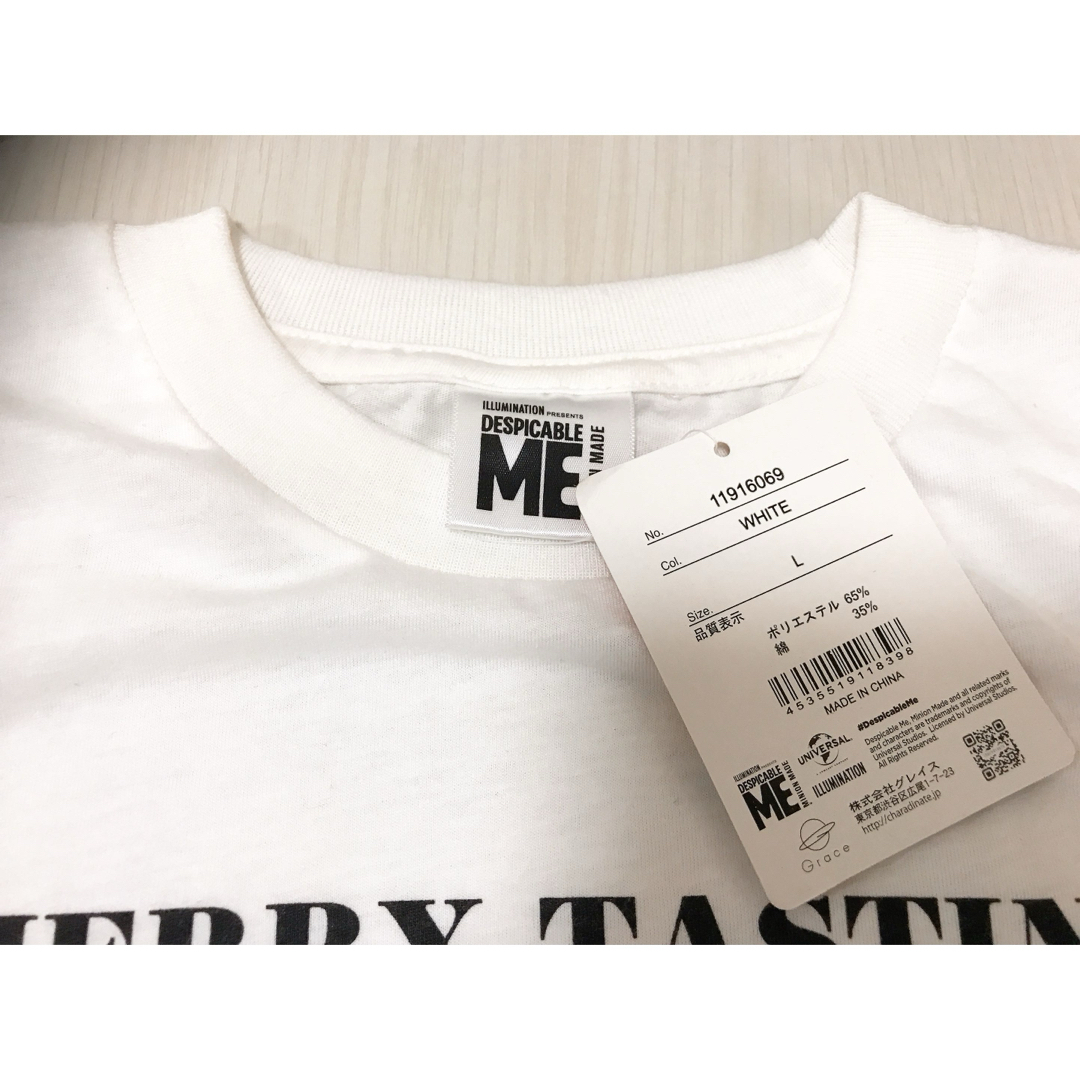 ILLUMINATION PRESENTS
DESPICABLE
ME
MADE
No. 11916069
Col. WHITE
Size. L
品質表示 ポリエステル 65%
綿 35%
4535519118398
MADE IN CHINA
#DespicableMe
Despicable Me, Minion Made and all related marks
and characters are trademarks and copyrights of
Universal Studios. Licensed by Universal Studios.
All Rights Reserved.
UNIVERSAL
ILLUMINATION
ILLUMINATION PRESENTS
DESPICABLE
ME
MINION MADE
株式会社グレイス
東京都渋谷区広尾1-7-23
http://charadinate.jp
Grace
TASTIN